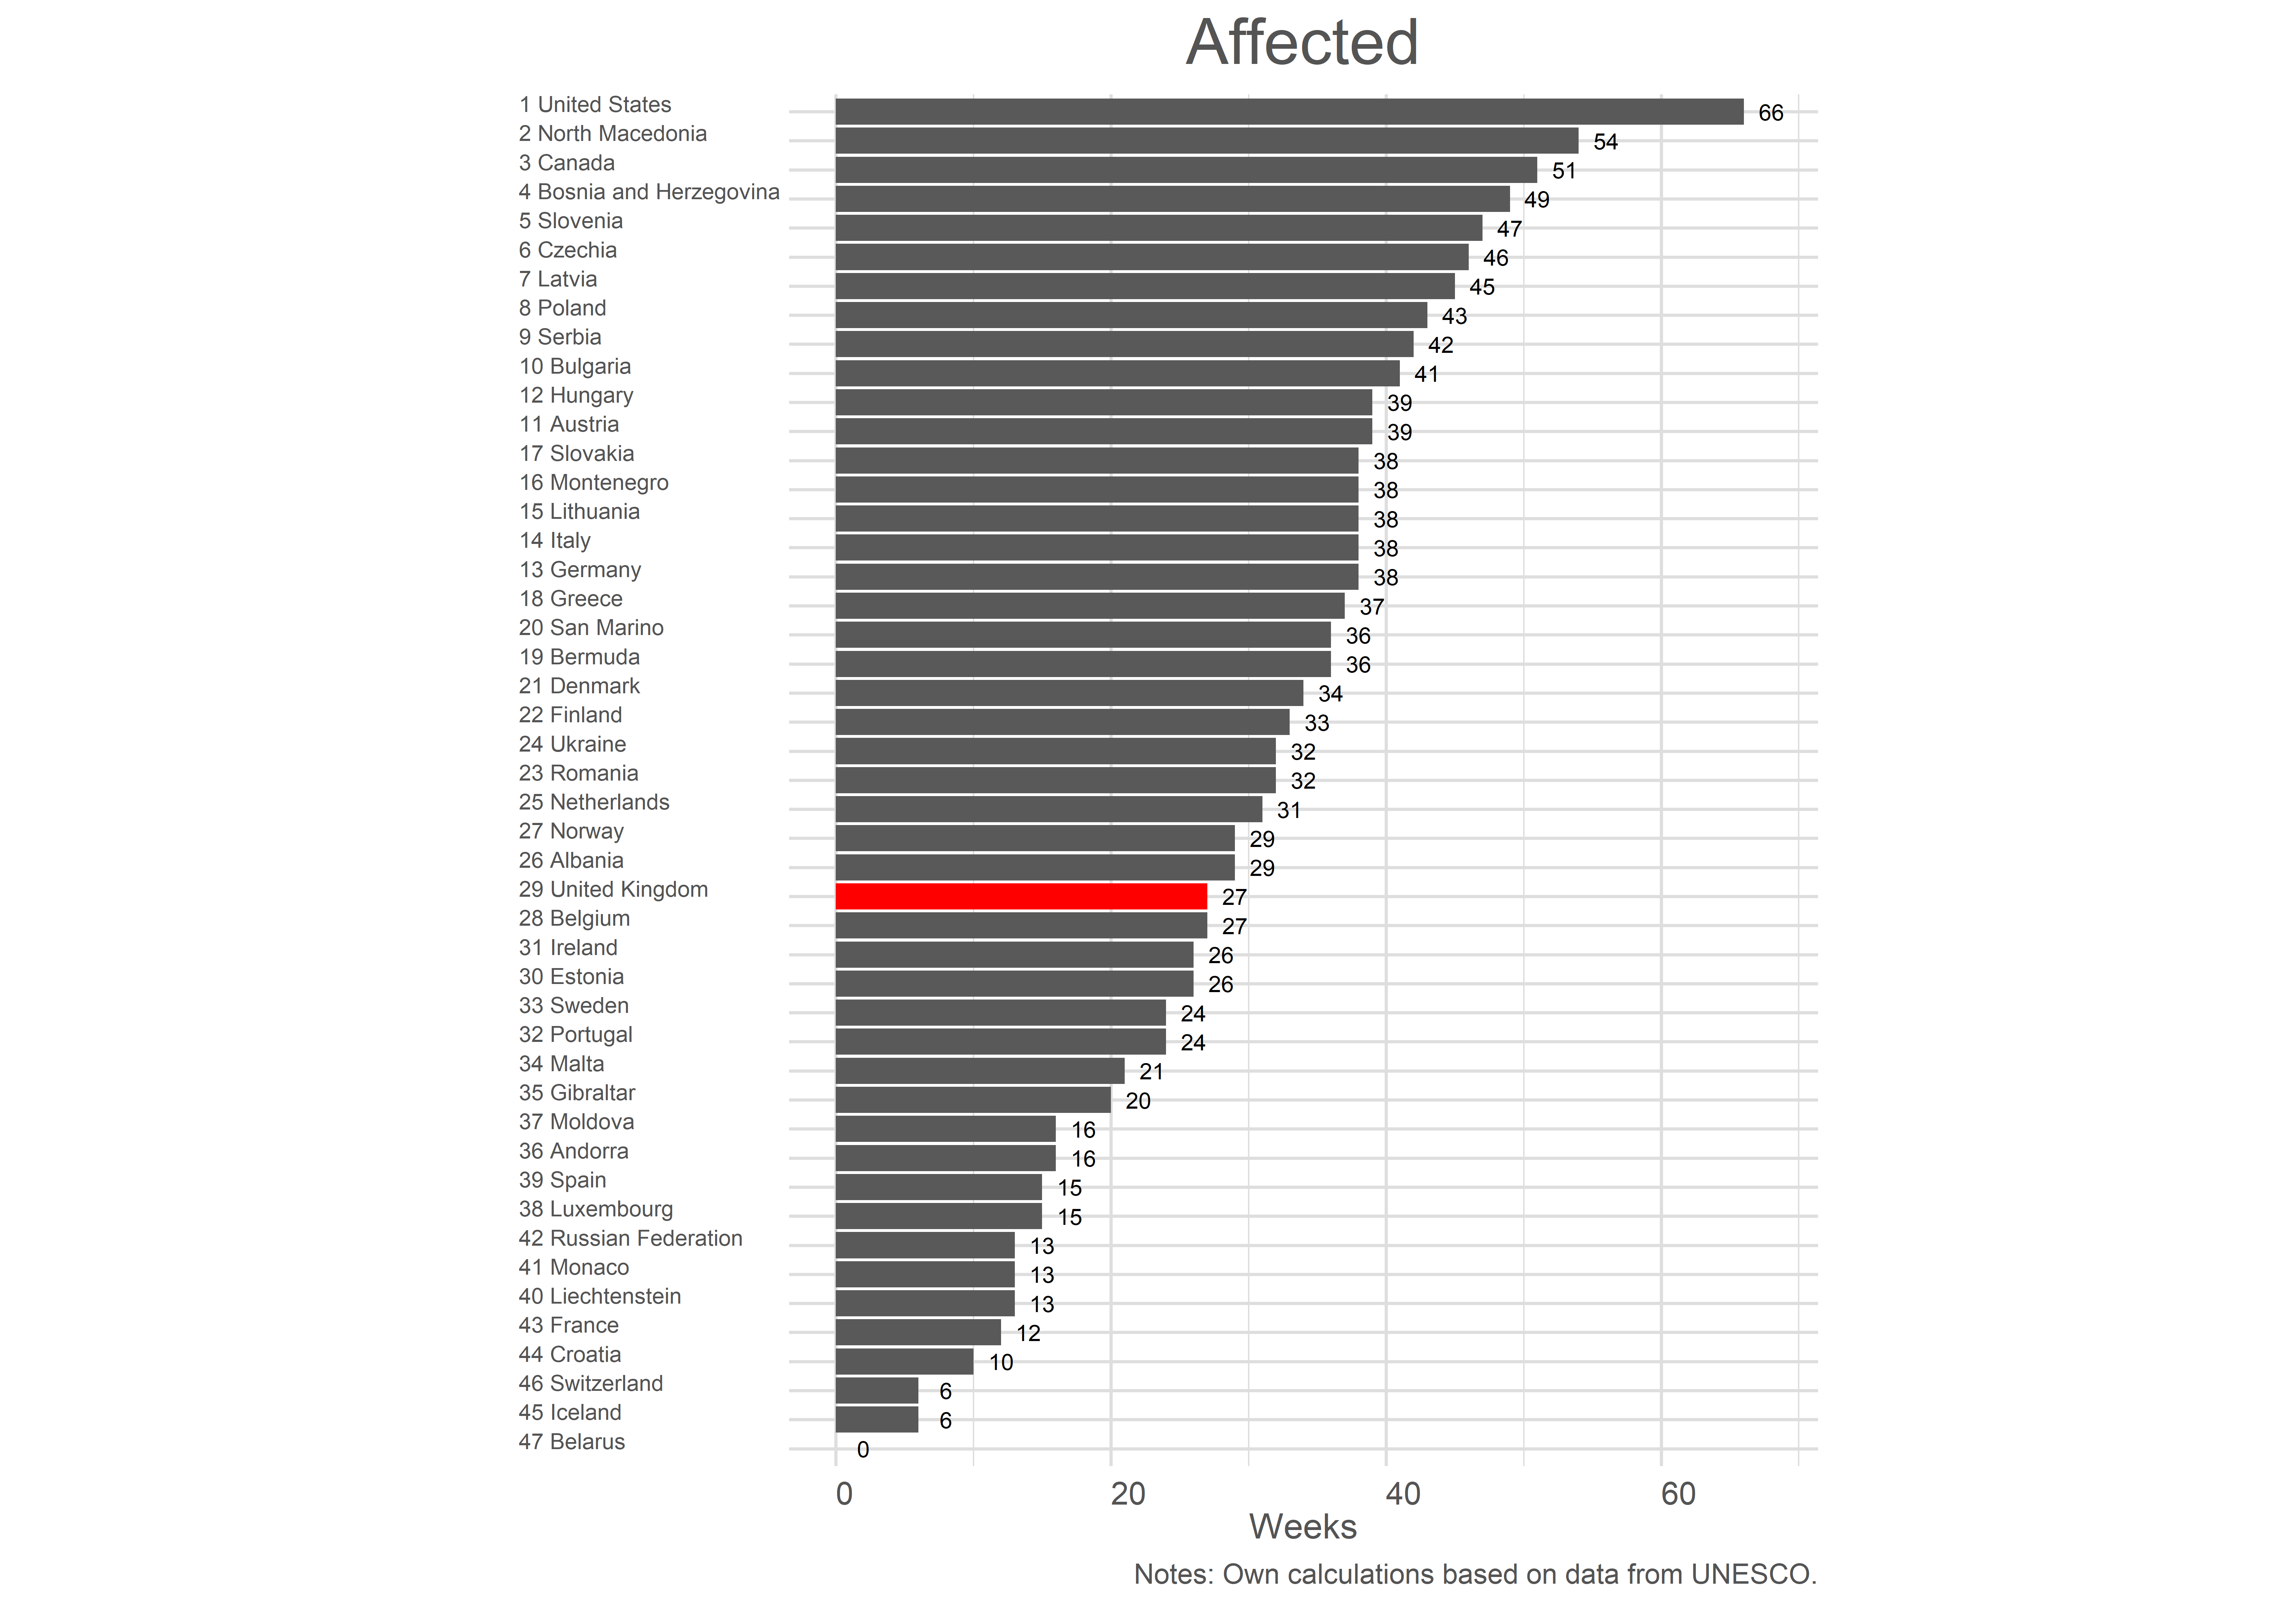 Affected
1 United States 66
2 North Macedonia 54
3 Canada 51
4 Bosnia and Herzegovina 49
5 Slovenia 47
6 Czechia 46
7 Latvia 45
8 Poland 43
9 Serbia 42
10 Bulgaria 41
12 Hungary 39
11 Austria 39
17 Slovakia 38
16 Montenegro 38
15 Lithuania 38
14 Italy 38
13 Germany 38
18 Greece 37
20 San Marino 36
19 Bermuda 36
21 Denmark 34
22 Finland 33
24 Ukraine 32
23 Romania 32
25 Netherlands 31
27 Norway 29
26 Albania 29
29 United Kingdom 27
28 Belgium 27
31 Ireland 26
30 Estonia 26
33 Sweden 24
32 Portugal 24
34 Malta 21
35 Gibraltar 20
37 Moldova 16
36 Andorra 16
39 Spain 15
38 Luxembourg 15
42 Russian Federation 13
41 Monaco 13
40 Liechtenstein 13
43 France 12
44 Croatia 10
46 Switzerland 6
45 Iceland 6
47 Belarus 0
0 20 40 60
Weeks
Notes: Own calculations based on data from UNESCO.